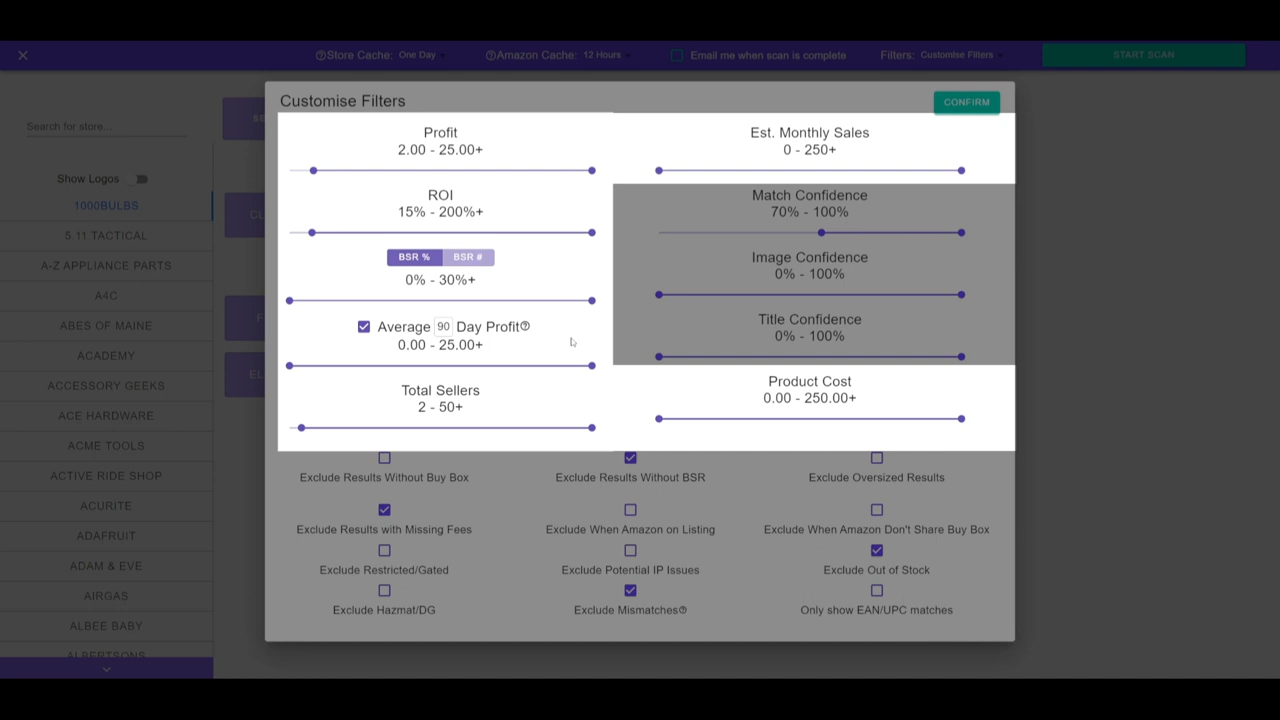 Store Cache: One Day
Amazon Cache: 12 Hours
Email me when scan is complete
Filters: Customise Filters
START SCAN
Search for store...
Show Logos
1000BULBS
5.11 TACTICAL
A-Z APPLIANCE PARTS
A4C
ABES OF MAINE
ACADEMY
ACCESSORY GEEKS
ACE HARDWARE
ACME TOOLS
ACTIVE RIDE SHOP
ACURITE
ADAFRUIT
ADAM & EVE
AIRGAS
ALBEE BABY
ALBERTSONS
SE
CL
F
EL
Customise Filters
CONFIRM
Profit
2.00 - 25.00+
ROI
15% - 200%+
BSR % BSR #
0% - 30%+
Average 90 Day Profit
0.00 - 25.00+
Total Sellers
2 - 50+
Est. Monthly Sales
0 - 250+
Match Confidence
70% - 100%
Image Confidence
0% - 100%
Title Confidence
0% - 100%
Product Cost
0.00 - 250.00+
Exclude Results Without Buy Box
Exclude Results Without BSR
Exclude Oversized Results
Exclude Results with Missing Fees
Exclude When Amazon on Listing
Exclude When Amazon Don't Share Buy Box
Exclude Restricted/Gated
Exclude Potential IP Issues
Exclude Out of Stock
Exclude Hazmat/DG
Exclude Mismatches
Only show EAN/UPC matches